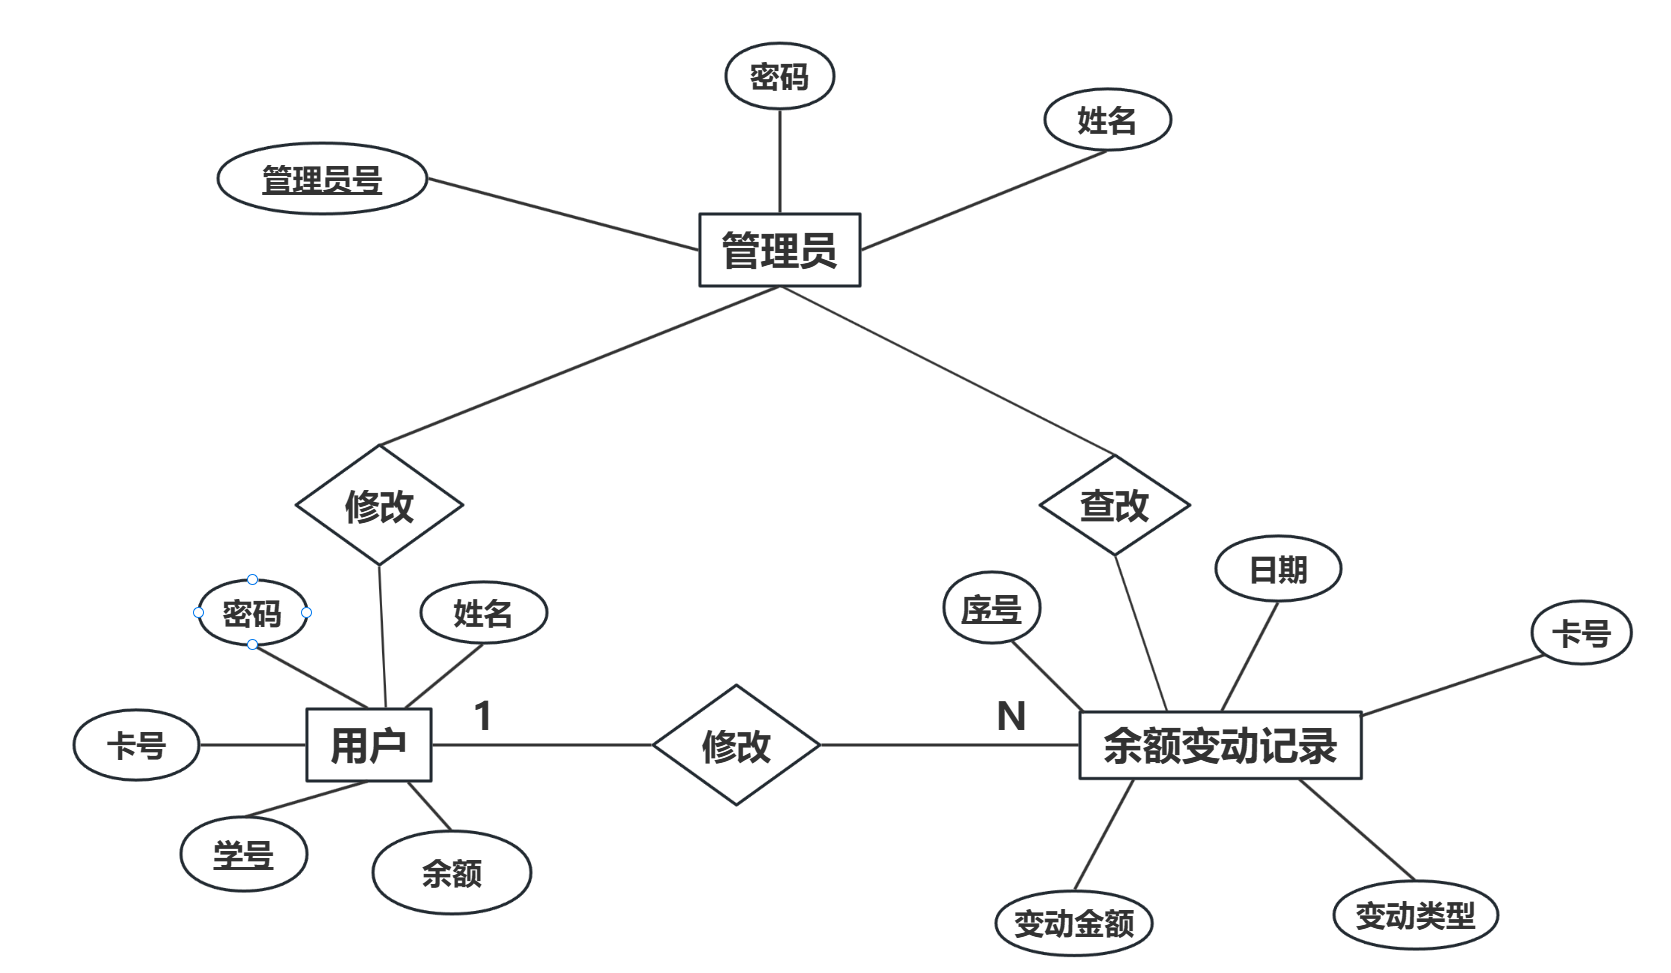 密码
姓名
管理员号
管理员
修改
查改
日期
序号
密码
姓名
卡号
1
N
卡号
用户
修改
余额变动记录
学号
余额
变动金额
变动类型